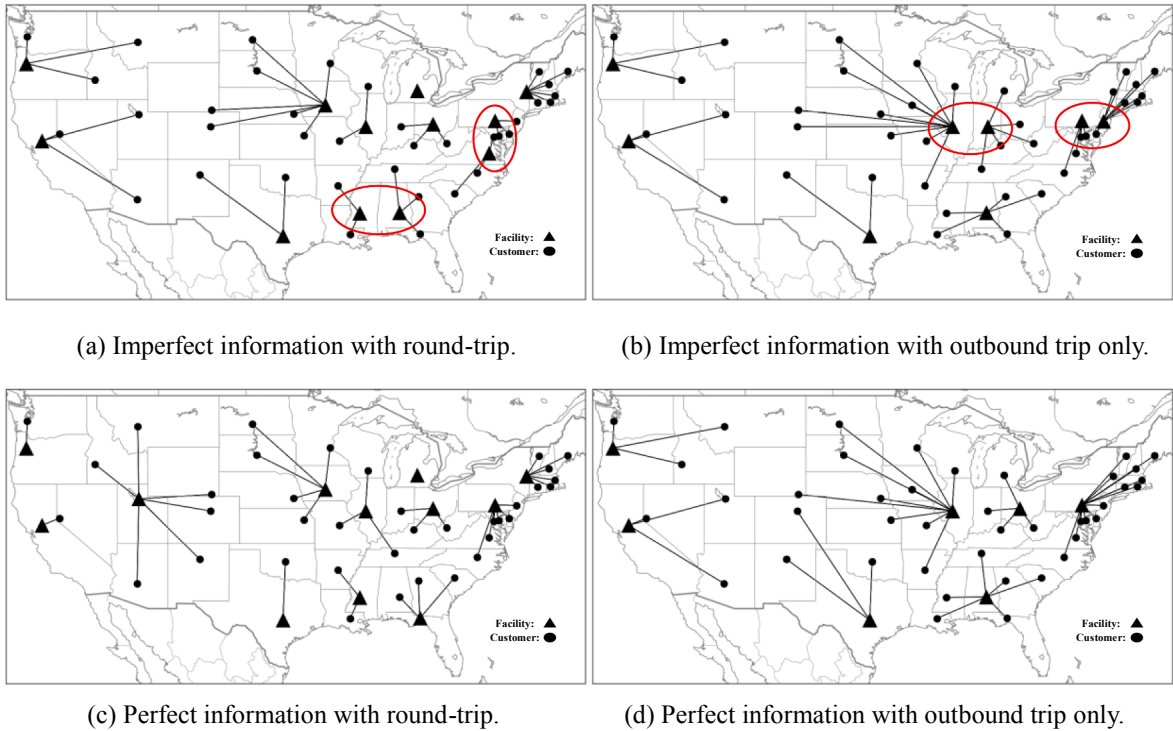 Facility:
Customer:
Facility:
Customer:
(a) Imperfect information with round-trip.
(b) Imperfect information with outbound trip only.
Facility:
Customer:
Facility:
Customer:
(c) Perfect information with round-trip.
(d) Perfect information with outbound trip only.